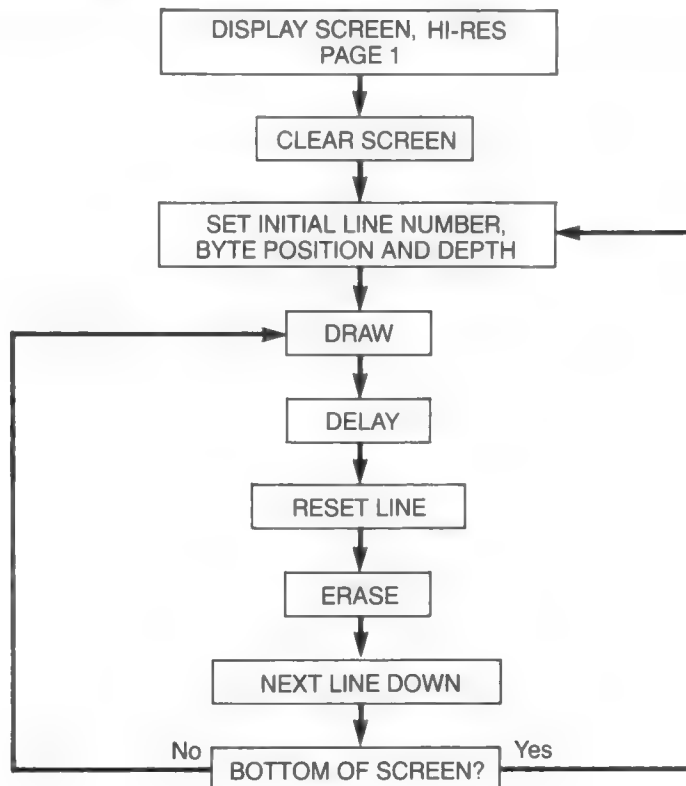 DISPLAY SCREEN, HI-RES
PAGE 1
CLEAR SCREEN
SET INITIAL LINE NUMBER,
BYTE POSITION AND DEPTH
DRAW
DELAY
RESET LINE
ERASE
NEXT LINE DOWN
No
BOTTOM OF SCREEN?
Yes